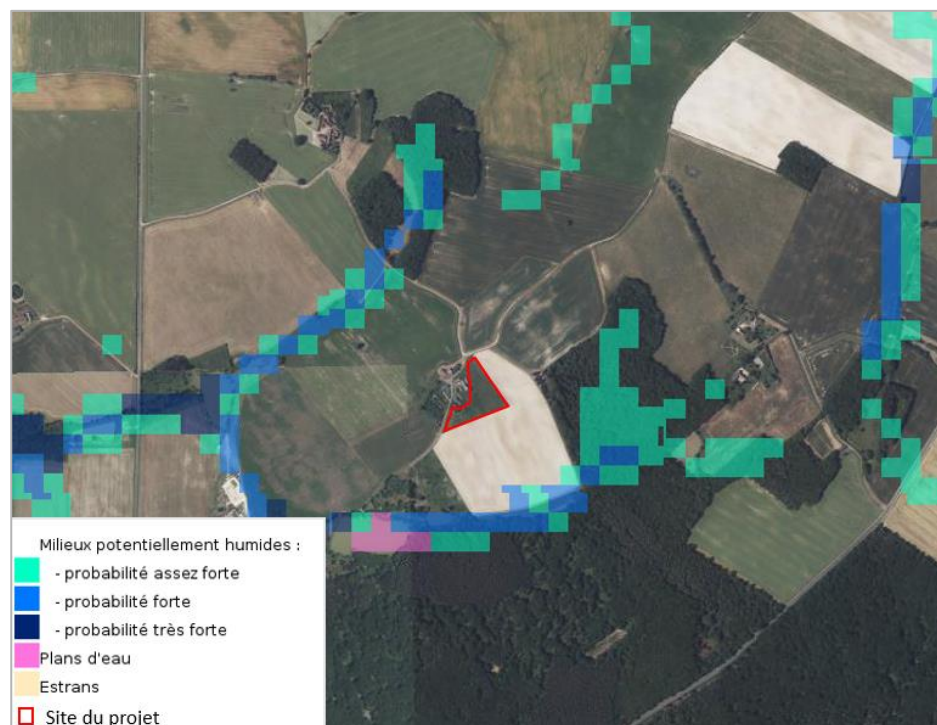 Milieux potentiellement humides :
- probabilité assez forte
- probabilité forte
- probabilité très forte
Plans d'eau
Estrans
Site du projet